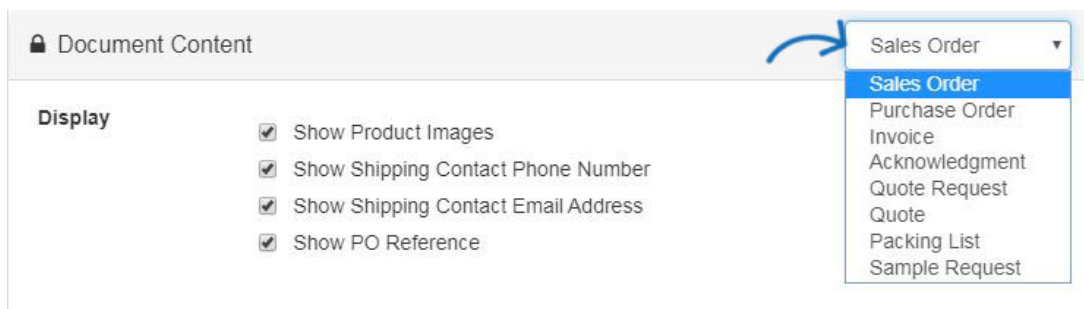 Document Content
Sales Order
Sales Order
Purchase Order
Invoice
Acknowledgment
Quote Request
Quote
Packing List
Sample Request
Display
Show Product Images
Show Shipping Contact Phone Number
Show Shipping Contact Email Address
Show PO Reference